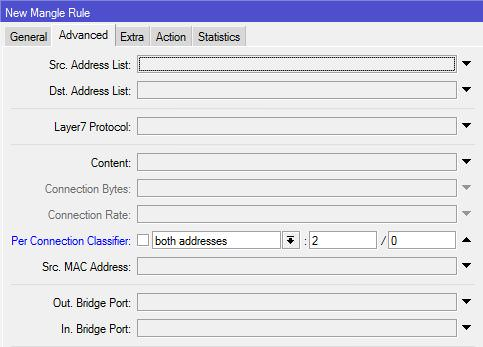 New Mangle Rule
General Advanced Extra Action Statistics
Src. Address List:
Dst. Address List:
Layer7 Protocol:
Content:
Connection Bytes:
Connection Rate:
Per Connection Classifier: both addresses : 2 / 0
Src. MAC Address:
Out. Bridge Port:
In. Bridge Port: